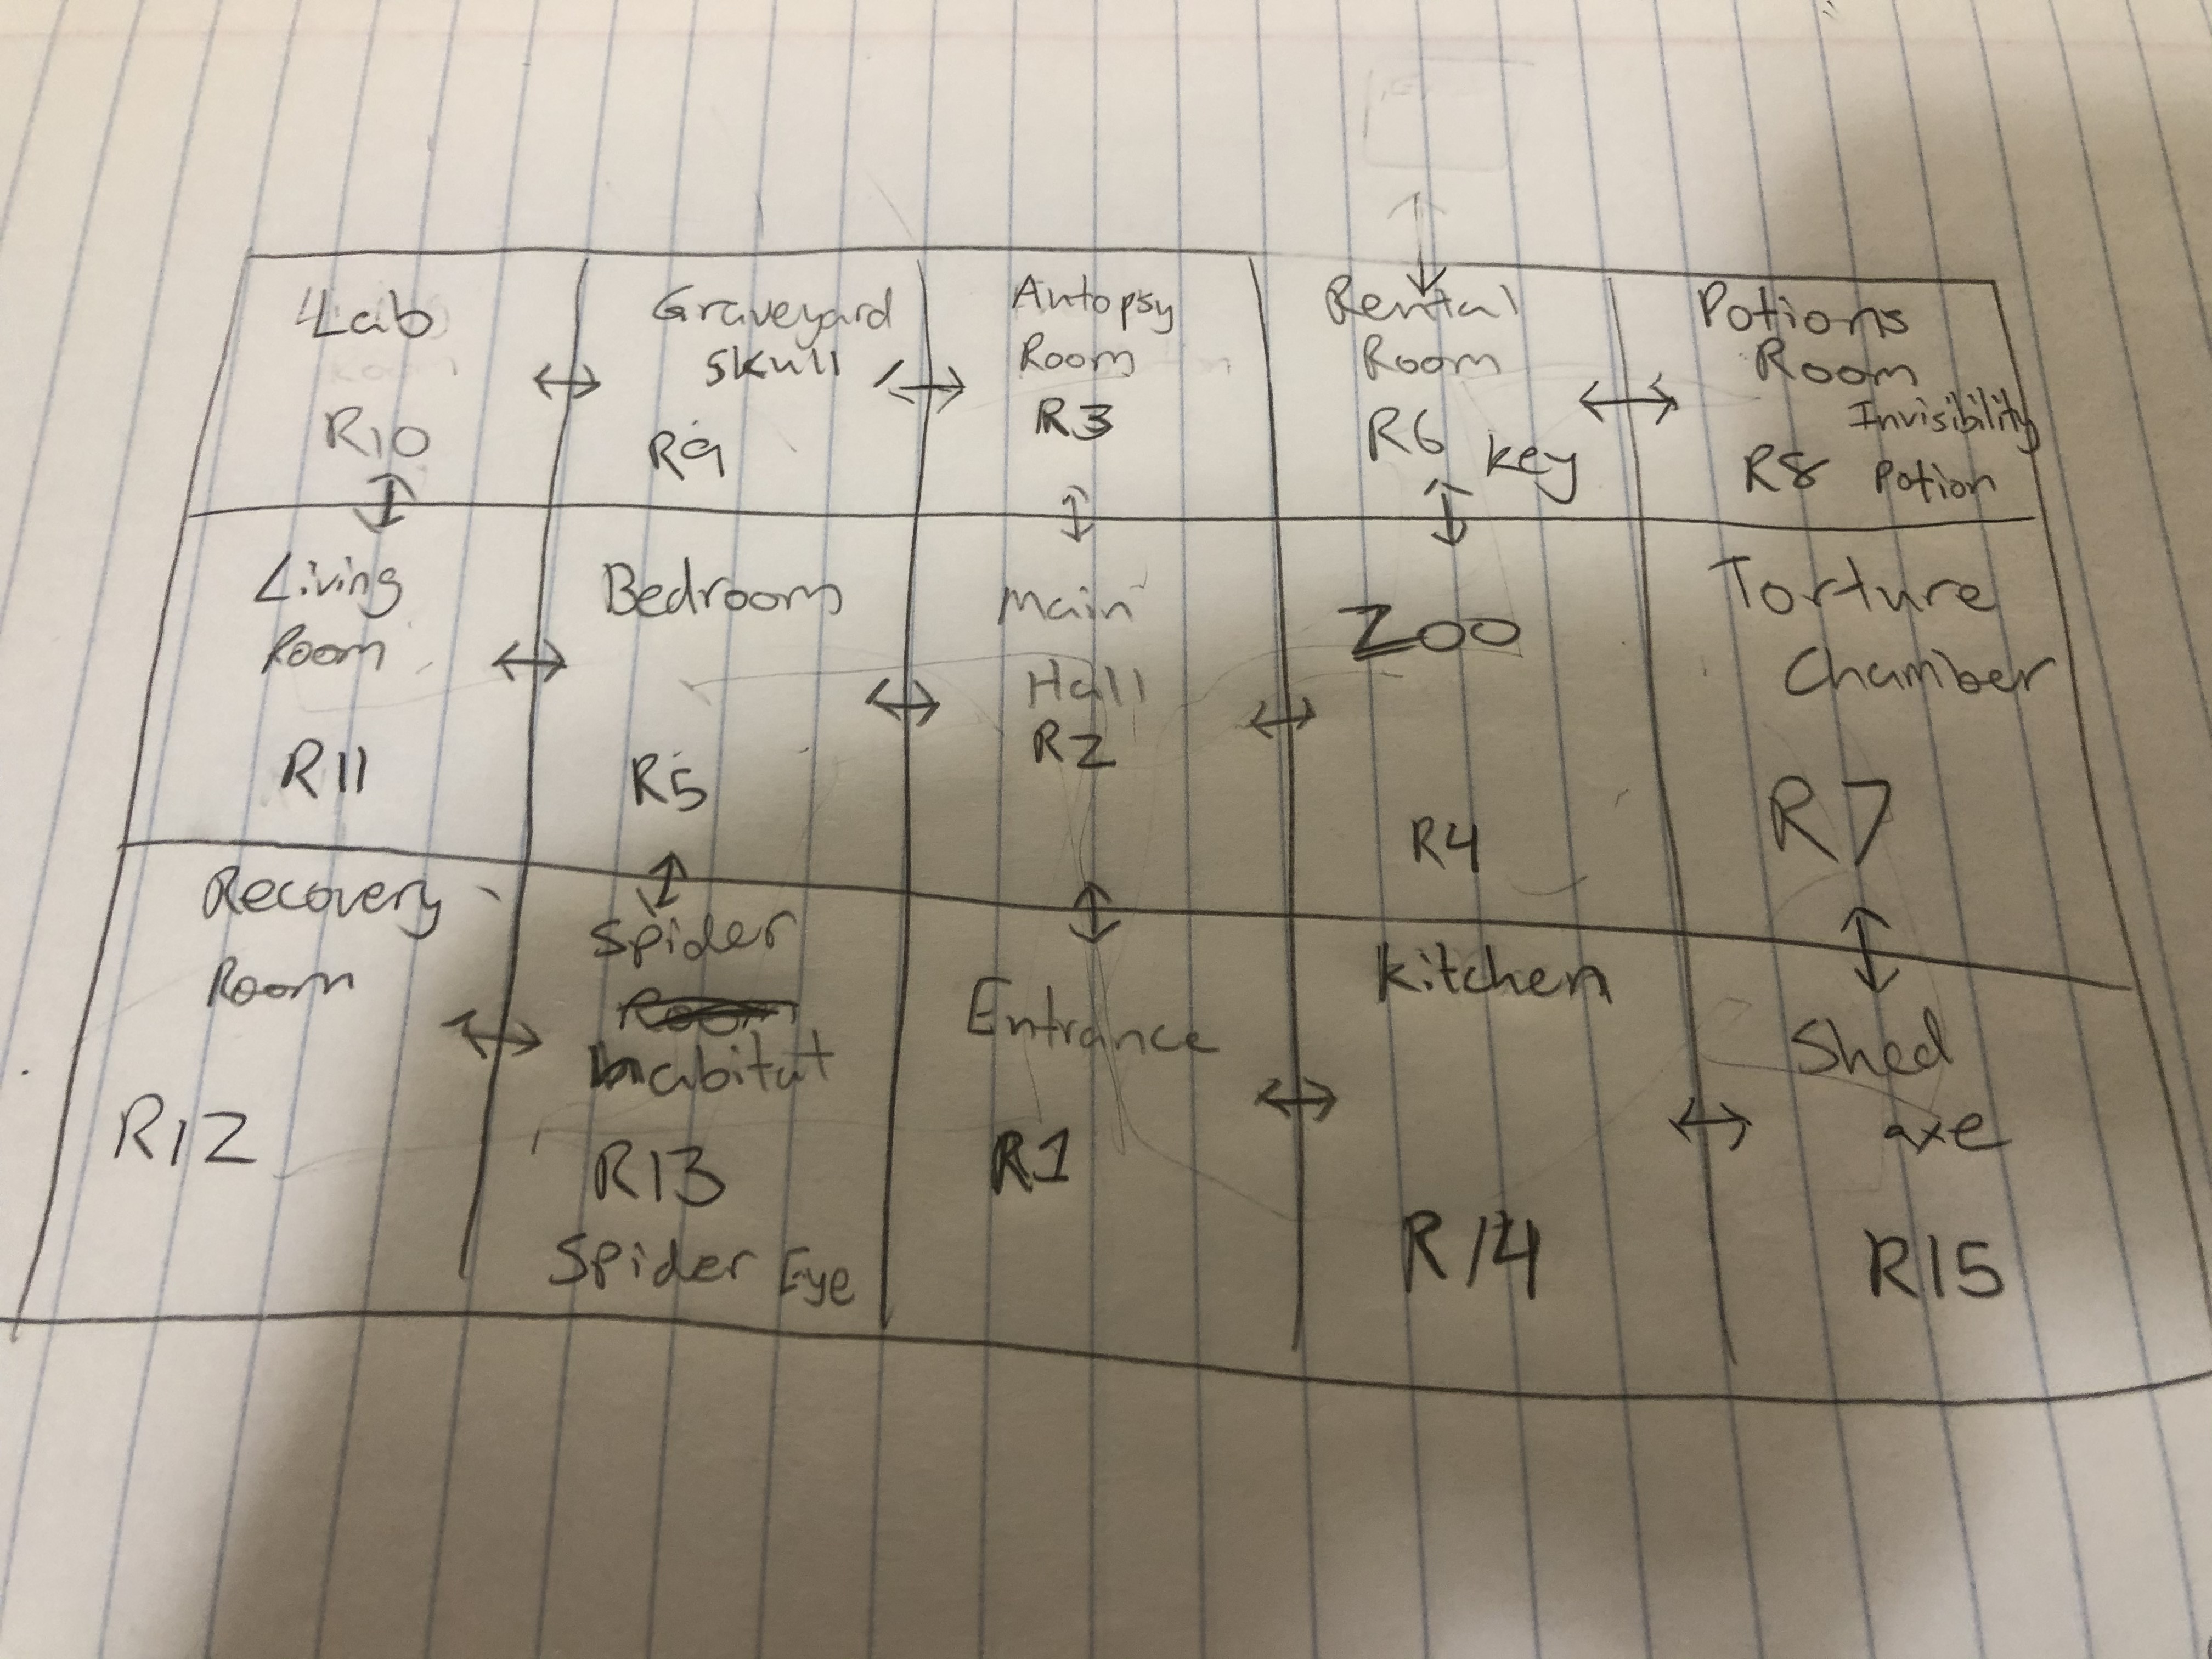 Lab
R10
Graveyard
Skull
R9
Autopsy
Room
R3
Rental
Room
R6
Key
Potions
Room
R8
Invisibility
Potion
Living
Room
R11
Bedroom
R5
Main
Hall
R2
Zoo
R4
Torture
Chamber
R7
Recovery
Room
R12
Spider
R13
Spider Eye
Entrance
R1
Kitchen
R14
Shed
axe
R15